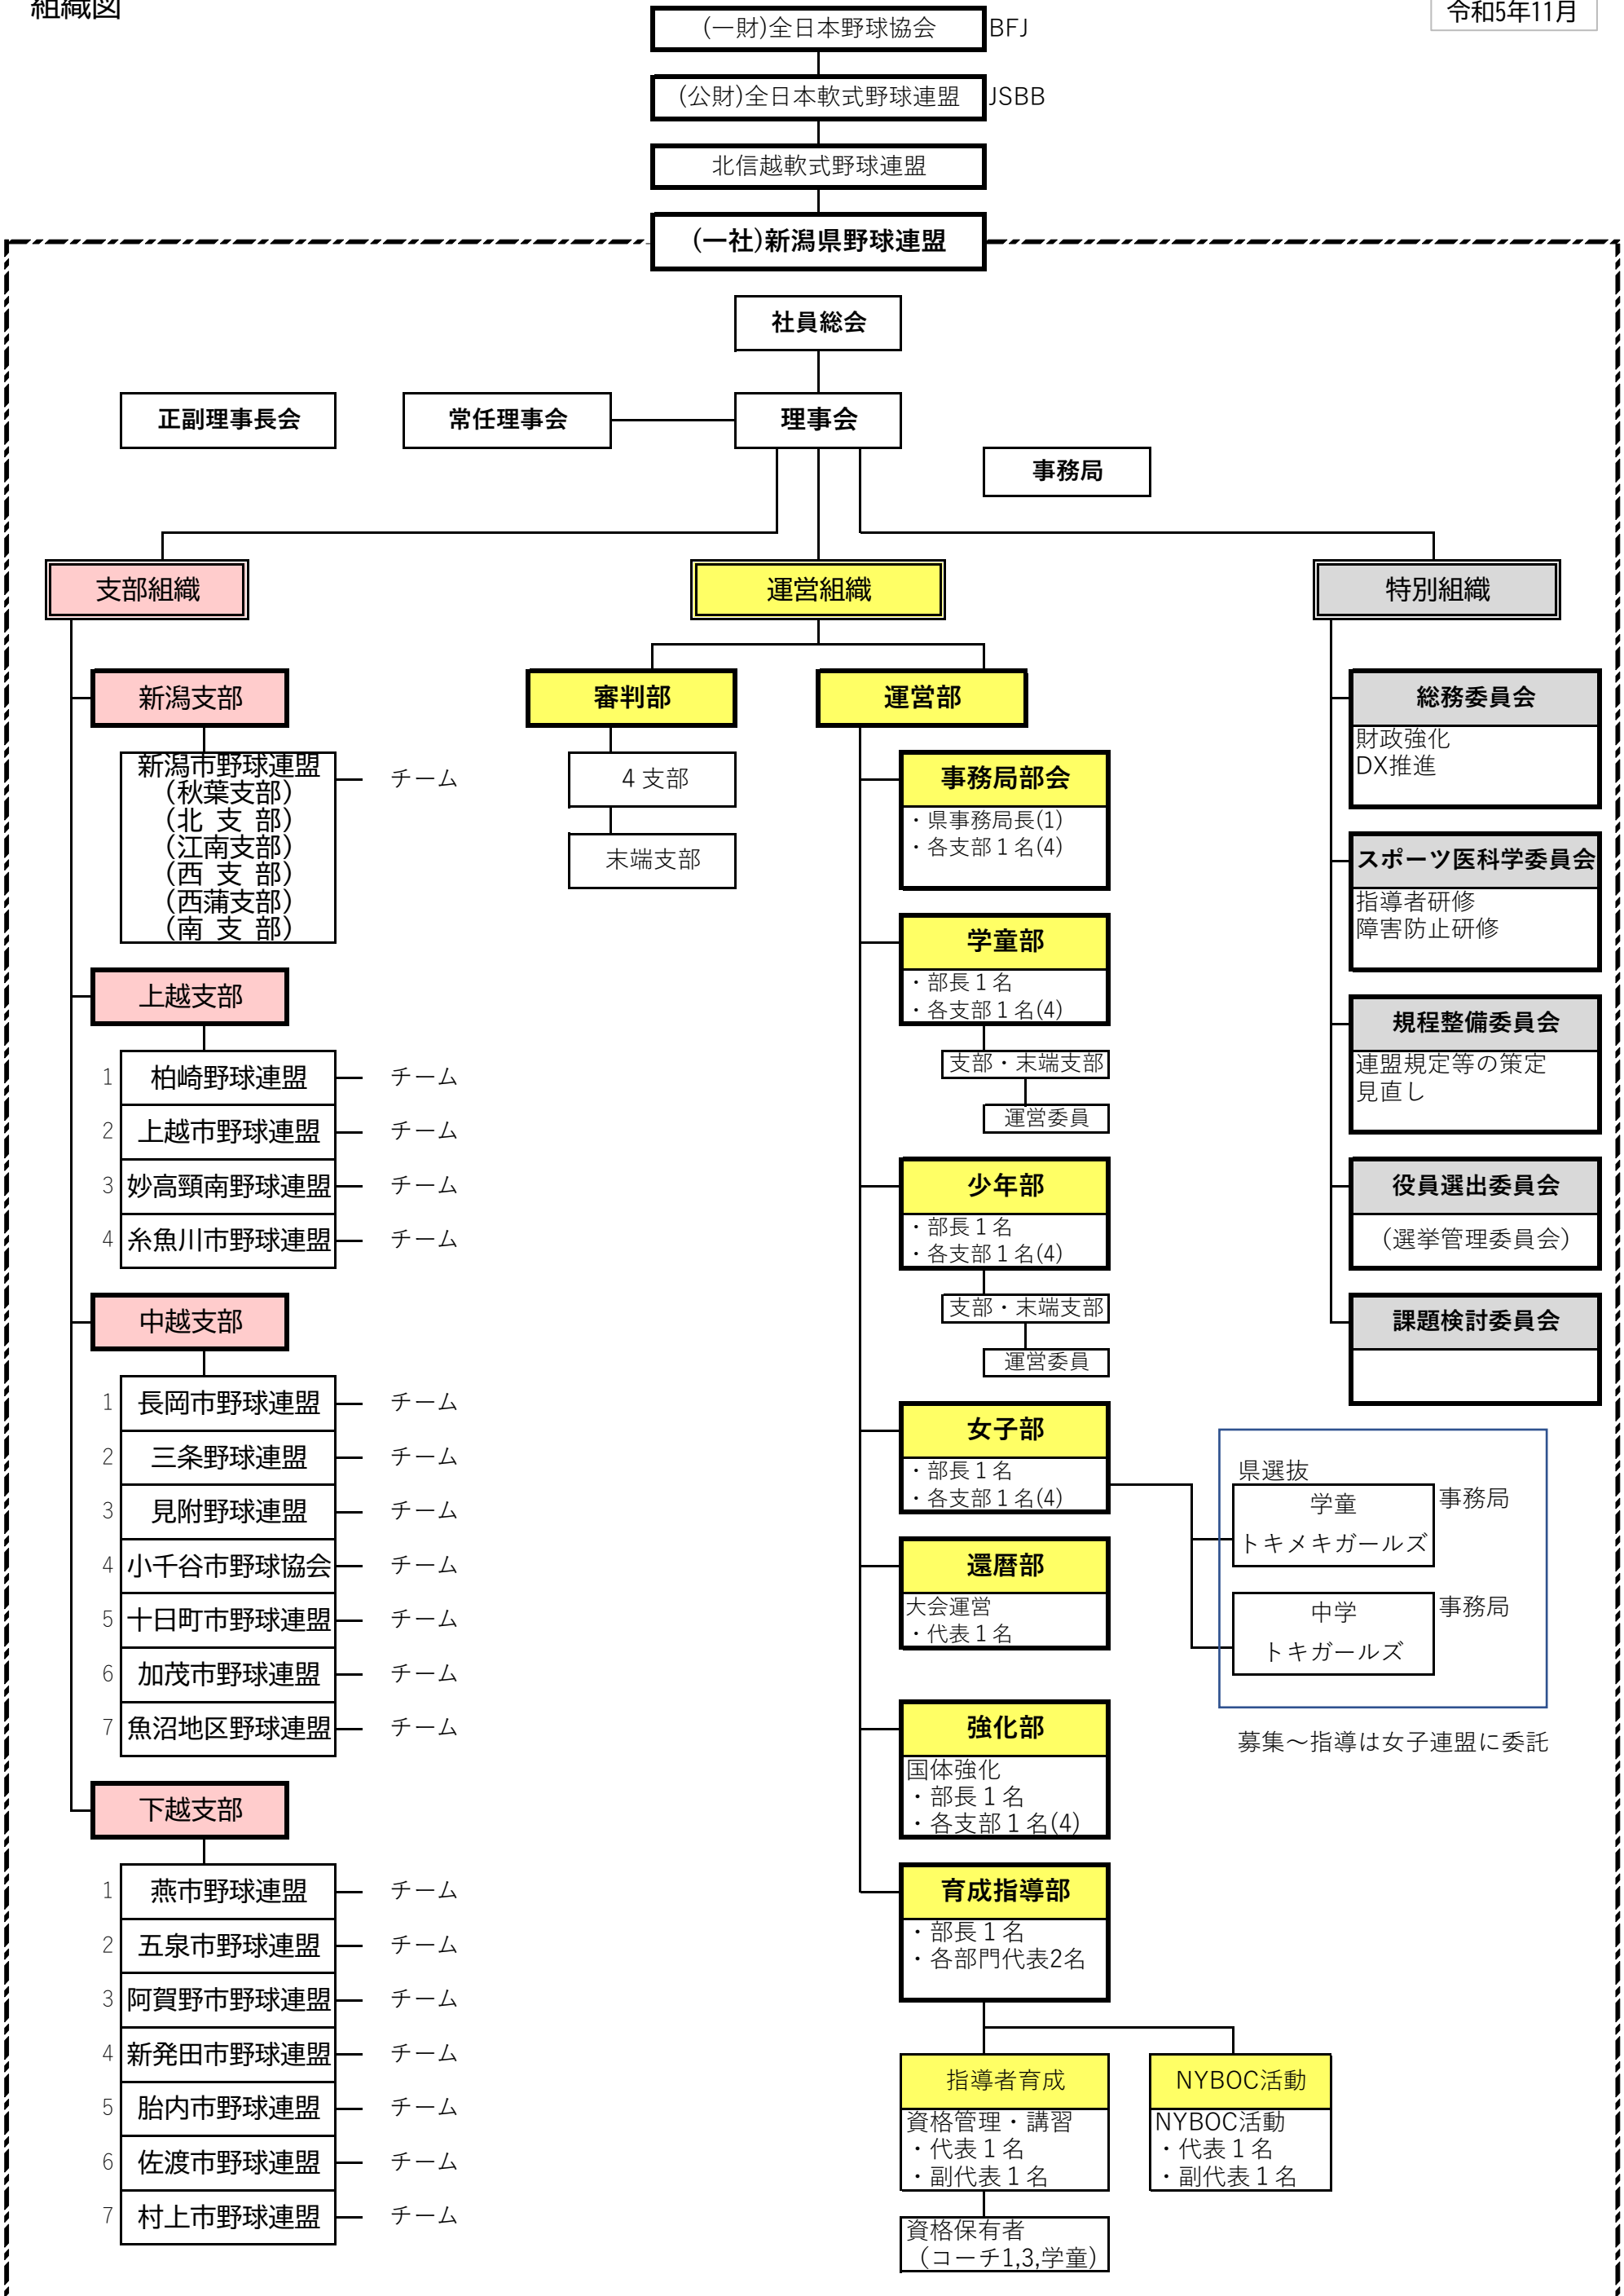 組織図
令和5年11月
(一財)全日本野球協会 BFJ
(公財)全日本軟式野球連盟 JSBB
北信越軟式野球連盟
(一社)新潟県野球連盟
社員総会
正副理事長会
常任理事会
理事会
事務局
支部組織
運営組織
特別組織
新潟支部
新潟市野球連盟 チーム
（秋葉支部）
（北 支 部）
（江南支部）
（西 支 部）
（西蒲支部）
（南 支 部）
上越支部
1 柏崎野球連盟 チーム
2 上越市野球連盟 チーム
3 妙高頸南野球連盟 チーム
4 糸魚川市野球連盟 チーム
中越支部
1 長岡市野球連盟 チーム
2 三条野球連盟 チーム
3 見附野球連盟 チーム
4 小千谷市野球協会 チーム
5 十日町市野球連盟 チーム
6 加茂市野球連盟 チーム
7 魚沼地区野球連盟 チーム
下越支部
1 燕市野球連盟 チーム
2 五泉市野球連盟 チーム
3 阿賀野市野球連盟 チーム
4 新発田市野球連盟 チーム
5 胎内市野球連盟 チーム
6 佐渡市野球連盟 チーム
7 村上市野球連盟 チーム
審判部
４支部
末端支部
運営部
事務局部会
・県事務局長(1)
・各支部１名(4)
学童部
・部長１名
・各支部１名(4)
支部・末端支部
運営委員
少年部
・部長１名
・各支部１名(4)
支部・末端支部
運営委員
女子部
・部長１名
・各支部１名(4)
県選抜
学童 事務局
トキメキガールズ
中学 事務局
トキガールズ
募集～指導は女子連盟に委託
還暦部
大会運営
・代表１名
強化部
国体強化
・部長１名
・各支部１名(4)
育成指導部
・部長１名
・各部門代表2名
指導者育成
資格管理・講習
・代表１名
・副代表１名
資格保有者
（コーチ1,3,学童）
NYBOC活動
NYBOC活動
・代表１名
・副代表１名
総務委員会
財政強化
DX推進
スポーツ医科学委員会
指導者研修
障害防止研修
規程整備委員会
連盟規定等の策定
見直し
役員選出委員会
（選挙管理委員会）
課題検討委員会